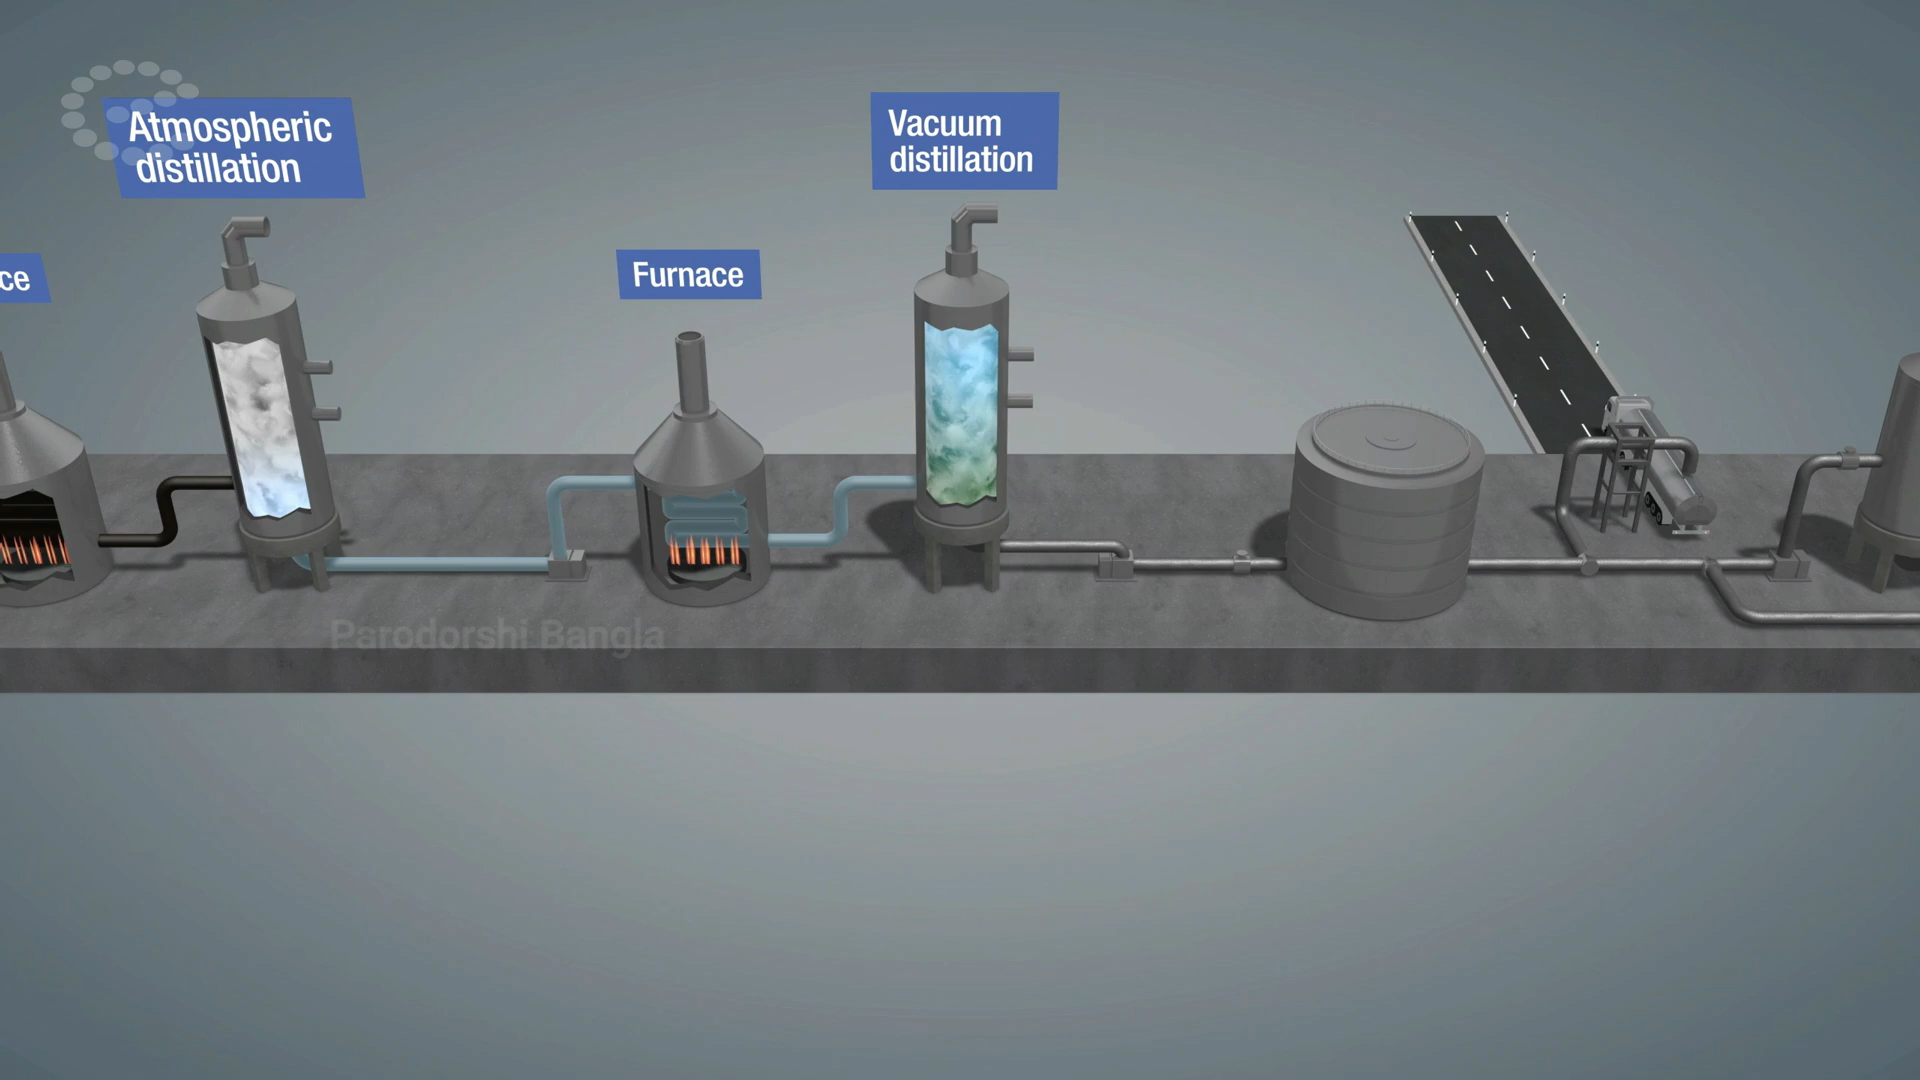 Atmospheric
distillation
Vacuum
distillation
ce
Furnace
Parodorshi Bangla